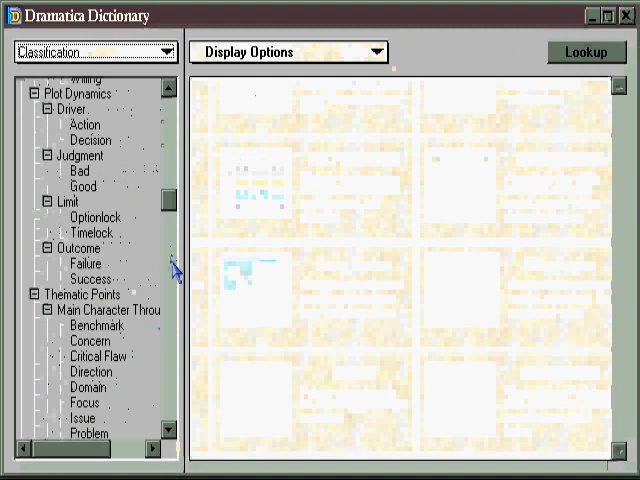 Dramatica Dictionary
Classification
Display Options
Lookup
Willing
Plot Dynamics
Driver
Action
Decision
Judgment
Bad
Good
Limit
Optionlock
Timelock
Outcome
Failure
Success
Thematic Points
Main Character Throu
Benchmark
Concern
Critical Flaw
Direction
Domain
Focus
Issue
Problem